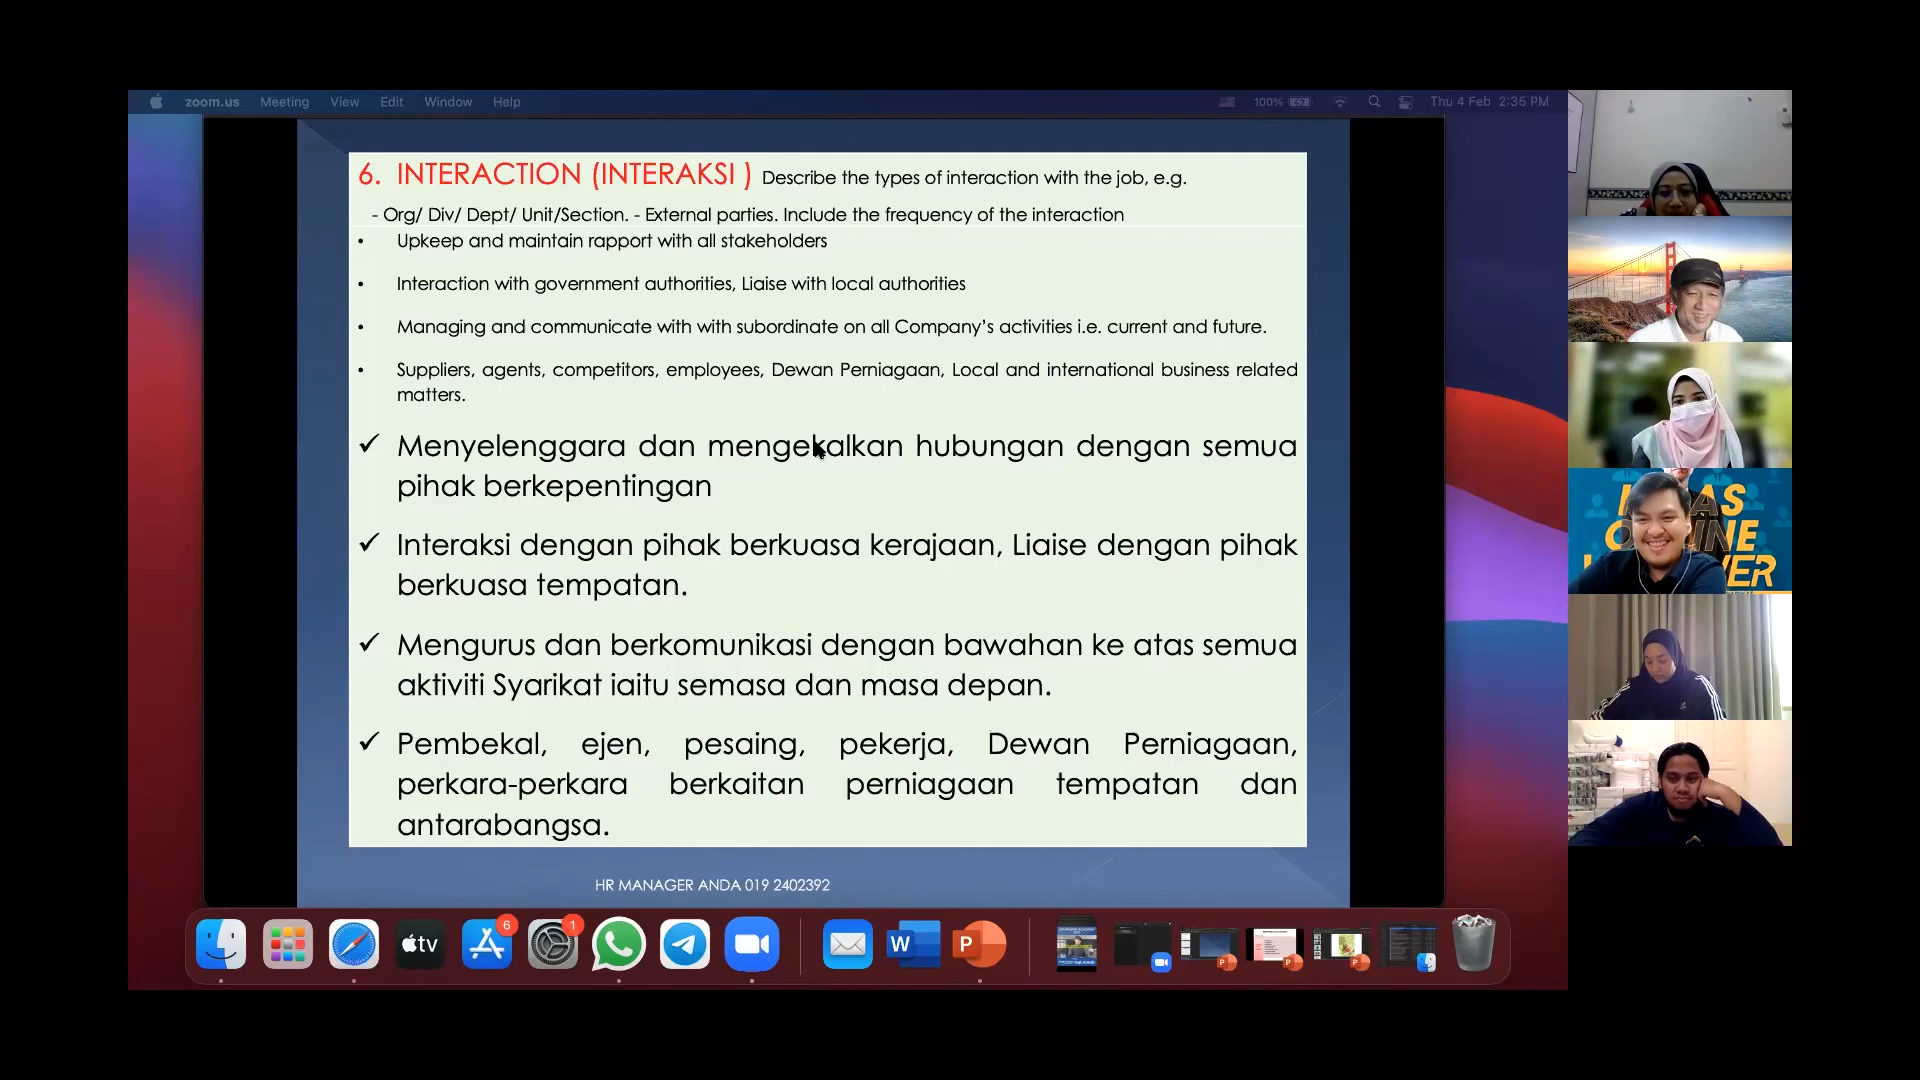 zoom.us Meeting View Edit Window Help 100% Thu 4 Feb 2:35 PM
6. INTERACTION (INTERAKSI ) Describe the types of interaction with the job, e.g.
- Org/ Div/ Dept/ Unit/Section. - External parties. Include the frequency of the interaction
• Upkeep and maintain rapport with all stakeholders
• Interaction with government authorities, Liaise with local authorities
• Managing and communicate with with subordinate on all Company's activities i.e. current and future.
• Suppliers, agents, competitors, employees, Dewan Perniagaan, Local and international business related
matters.
✓ Menyelenggara dan mengekalkan hubungan dengan semua
pihak berkepentingan
✓ Interaksi dengan pihak berkuasa kerajaan, Liaise dengan pihak
berkuasa tempatan.
✓ Mengurus dan berkomunikasi dengan bawahan ke atas semua
aktiviti Syarikat iaitu semasa dan masa depan.
✓ Pembekal, ejen, pesaing, pekerja, Dewan Perniagaan,
perkara-perkara berkaitan perniagaan tempatan dan
antarabangsa.
HR MANAGER ANDA 019 2402392
tv 6 1 W P